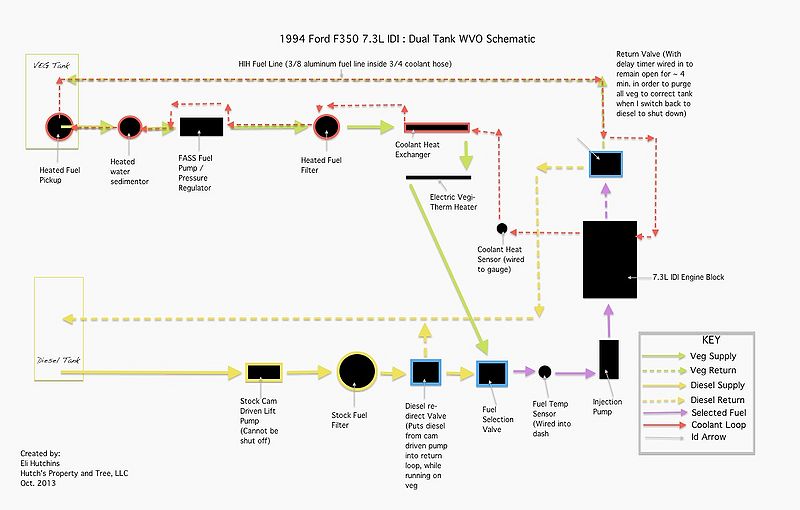 1994 Ford F350 7.3L IDI : Dual Tank WVO Schematic
VEG Tank
HIH Fuel Line (3/8 aluminum fuel line inside 3/4 coolant hose)
Return Valve (With
delay timer wired in to
remain open for ~ 4
min. in order to purge
all veg to correct tank
when I switch back to
diesel to shut down)
Heated Fuel
Pickup
Heated
water
sedimentor
FASS Fuel
Pump /
Pressure
Regulator
Heated Fuel
Filter
Coolant Heat
Exchanger
Electric Vegi-
Therm Heater
Coolant Heat
Sensor (wired
to gauge)
7.3L IDI Engine Block
Diesel Tank
Stock Cam
Driven Lift
Pump
(Cannot be
shut off)
Stock Fuel
Filter
Diesel re-
direct Valve
(Puts diesel
from cam
driven pump
into return
loop, while
running on
veg
Fuel
Selection
Valve
Fuel Temp
Sensor
(Wired into
dash
Injection
Pump
KEY
Veg Supply
Veg Return
Diesel Supply
Diesel Return
Selected Fuel
Coolant Loop
Id Arrow
Created by:
Eli Hutchins
Hutch's Property and Tree, LLC
Oct. 2013